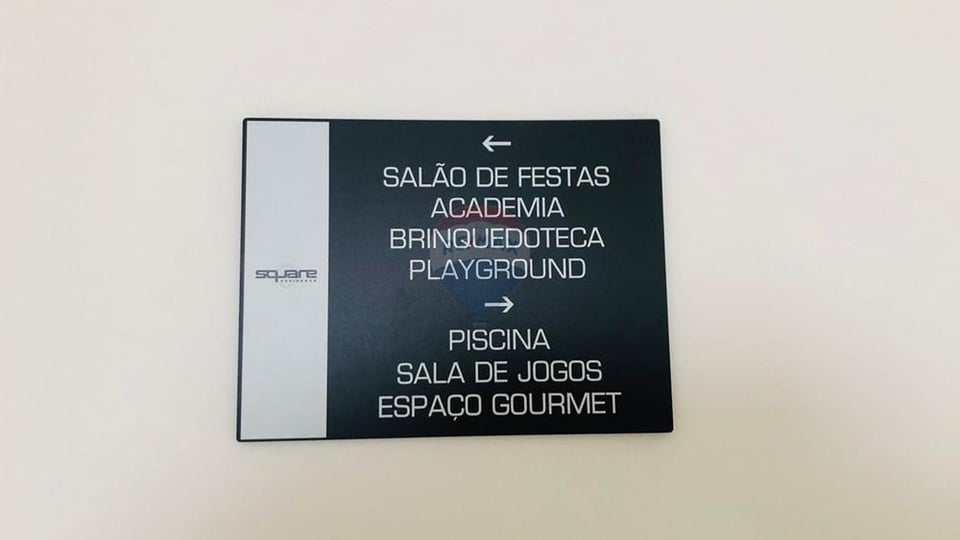 ←
SALÃO DE FESTAS
ACADEMIA
BRINQUEDOTECA
PLAYGROUND
→
PISCINA
SALA DE JOGOS
ESPAÇO GOURMET
square